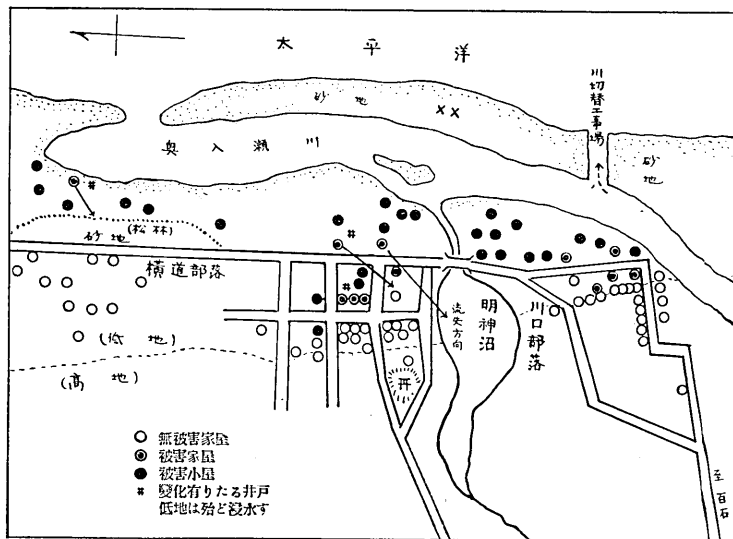 太平洋
砂地
××
川切替工事場
砂地
奥入瀬川
#
(松林)
砂地
#
横道部落
#
(低地)
流失方向
明神沼
川口部落
(高地)
○ 無被害家屋
◉ 被害家屋
● 被害小屋
# 變化有りたる井戸
低地は殆ど浸水す
至百石